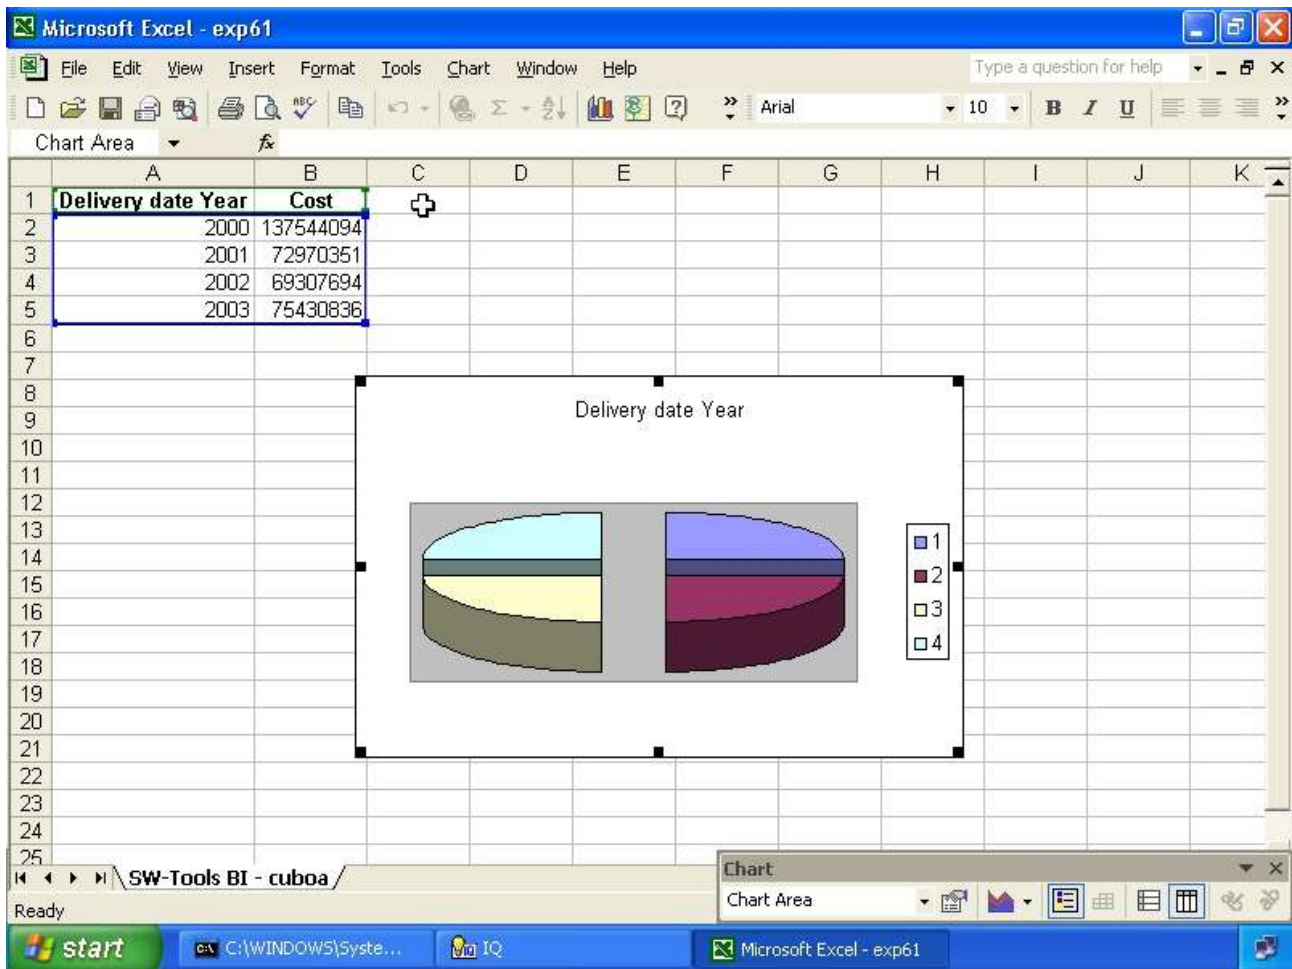 Microsoft Excel - exp61
File Edit View Insert Format Tools Chart Window Help Type a question for help
ABC Σ Arial 10 B I U
Chart Area fx
A B C D E F G H I J K
1 Delivery date Year Cost
2 2000 137544094
3 2001 72970351
4 2002 69307694
5 2003 75430836
6
7
8
9
10
11
12
13
14
15
16
17
18
19
20
21
22
23
24
25
Delivery date Year
1
2
3
4
SW-Tools BI - cuboa
Chart
Chart Area
Ready
start C:\WINDOWS\Syste... IQ Microsoft Excel - exp61